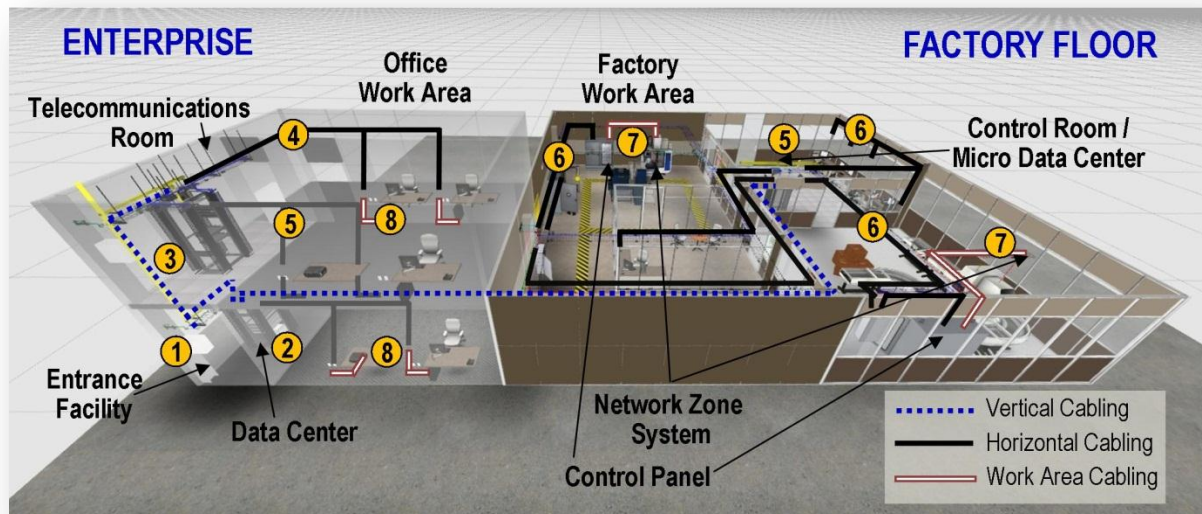 ENTERPRISE
FACTORY FLOOR
Office
Work Area
Factory
Work Area
Telecommunications
Room
Control Room /
Micro Data Center
4
5
6
7
6
5
8
3
6
7
1
2
8
Entrance
Facility
Data Center
Network Zone
System
Control Panel
Vertical Cabling
Horizontal Cabling
Work Area Cabling